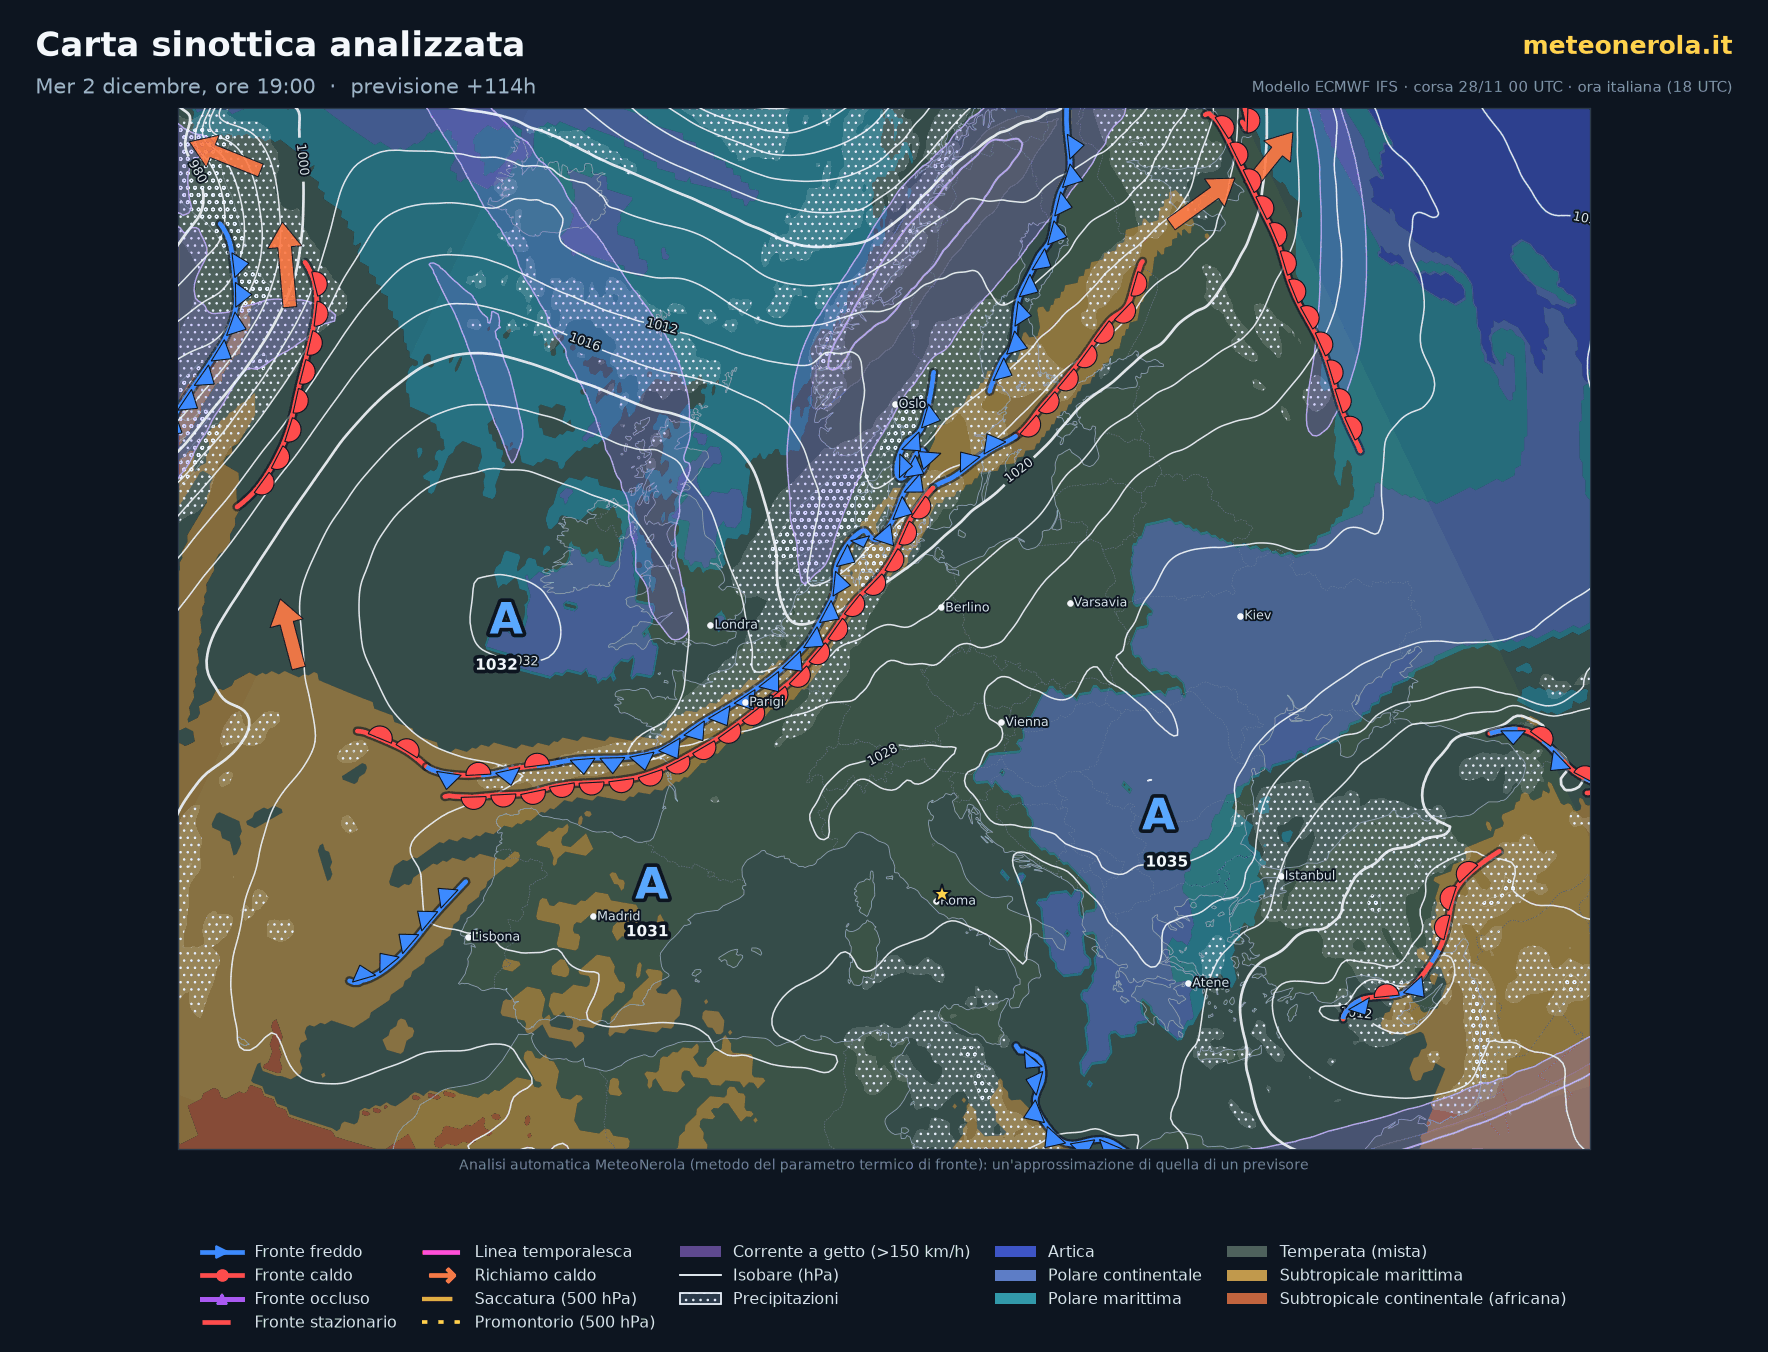 Carta sinottica analizzata
meteonerola.it
Mer 2 dicembre, ore 19:00 · previsione +114h
Modello ECMWF IFS · corsa 28/11 00 UTC · ora italiana (18 UTC)
980
1000
1012
1016
Oslo
1020
A
1032
Londra
Berlino
Varsavia
Kiev
Parigi
Vienna
1028
A
1035
A
1031
Madrid
Lisbona
Roma
Istanbul
Atene
1012
Analisi automatica MeteoNerola (metodo del parametro termico di fronte): un'approssimazione di quella di un previsore
Fronte freddo
Fronte caldo
Fronte occluso
Fronte stazionario
Linea temporalesca
Richiamo caldo
Saccatura (500 hPa)
Promontorio (500 hPa)
Corrente a getto (>150 km/h)
Isobare (hPa)
Precipitazioni
Artica
Polare continentale
Polare marittima
Temperata (mista)
Subtropicale marittima
Subtropicale continentale (africana)